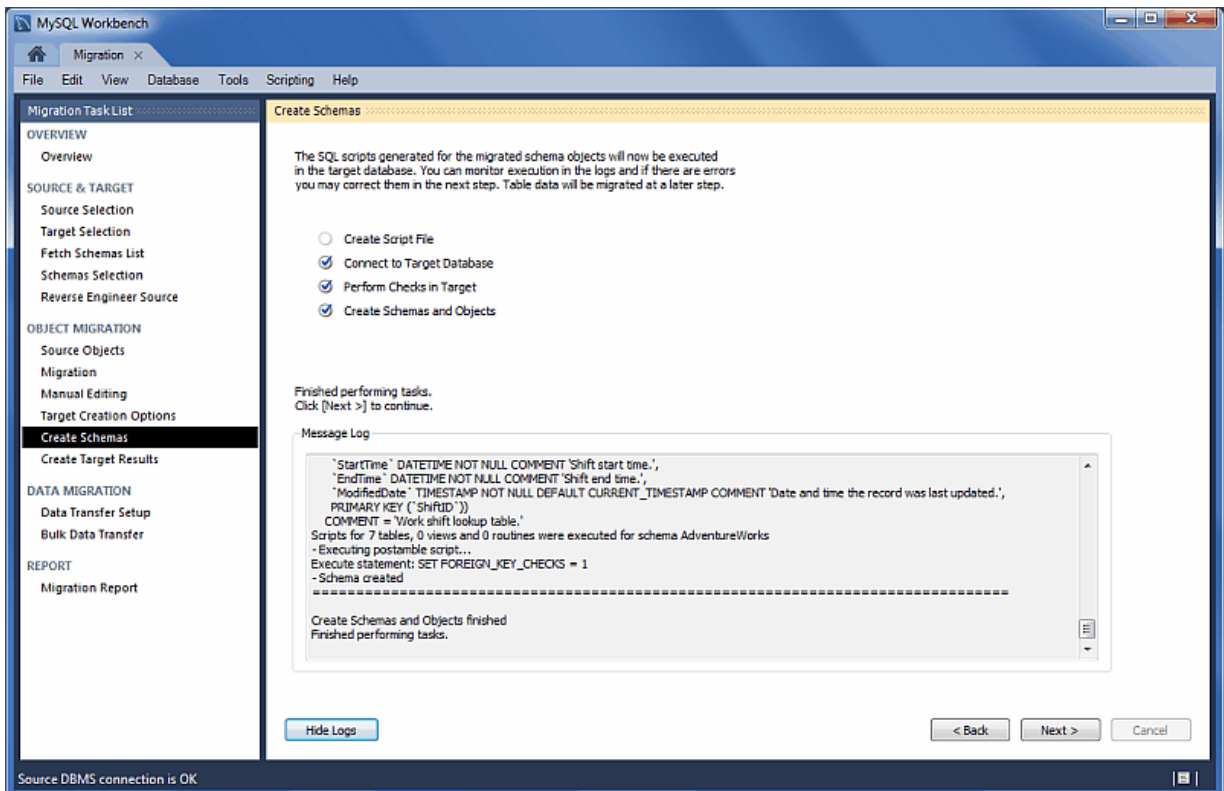 MySQL Workbench
Migration
File Edit View Database Tools Scripting Help
Migration Task List
OVERVIEW
Overview
SOURCE & TARGET
Source Selection
Target Selection
Fetch Schemas List
Schemas Selection
Reverse Engineer Source
OBJECT MIGRATION
Source Objects
Migration
Manual Editing
Target Creation Options
Create Schemas
Create Target Results
DATA MIGRATION
Data Transfer Setup
Bulk Data Transfer
REPORT
Migration Report
Create Schemas
The SQL scripts generated for the migrated schema objects will now be executed
in the target database. You can monitor execution in the logs and if there are errors
you may correct them in the next step. Table data will be migrated at a later step.
Create Script File
Connect to Target Database
Perform Checks in Target
Create Schemas and Objects
Finished performing tasks.
Click [Next >] to continue.
Message Log
`StartTime` DATETIME NOT NULL COMMENT 'Shift start time.',
`EndTime` DATETIME NOT NULL COMMENT 'Shift end time.',
`ModifiedDate` TIMESTAMP NOT NULL DEFAULT CURRENT_TIMESTAMP COMMENT 'Date and time the record was last updated.',
PRIMARY KEY (`ShiftID`))
COMMENT = 'Work shift lookup table.'
Scripts for 7 tables, 0 views and 0 routines were executed for schema AdventureWorks
- Executing postamble script...
Execute statement: SET FOREIGN_KEY_CHECKS = 1
- Schema created
================================================================================
Create Schemas and Objects finished
Finished performing tasks.
Hide Logs
< Back Next > Cancel
Source DBMS connection is OK